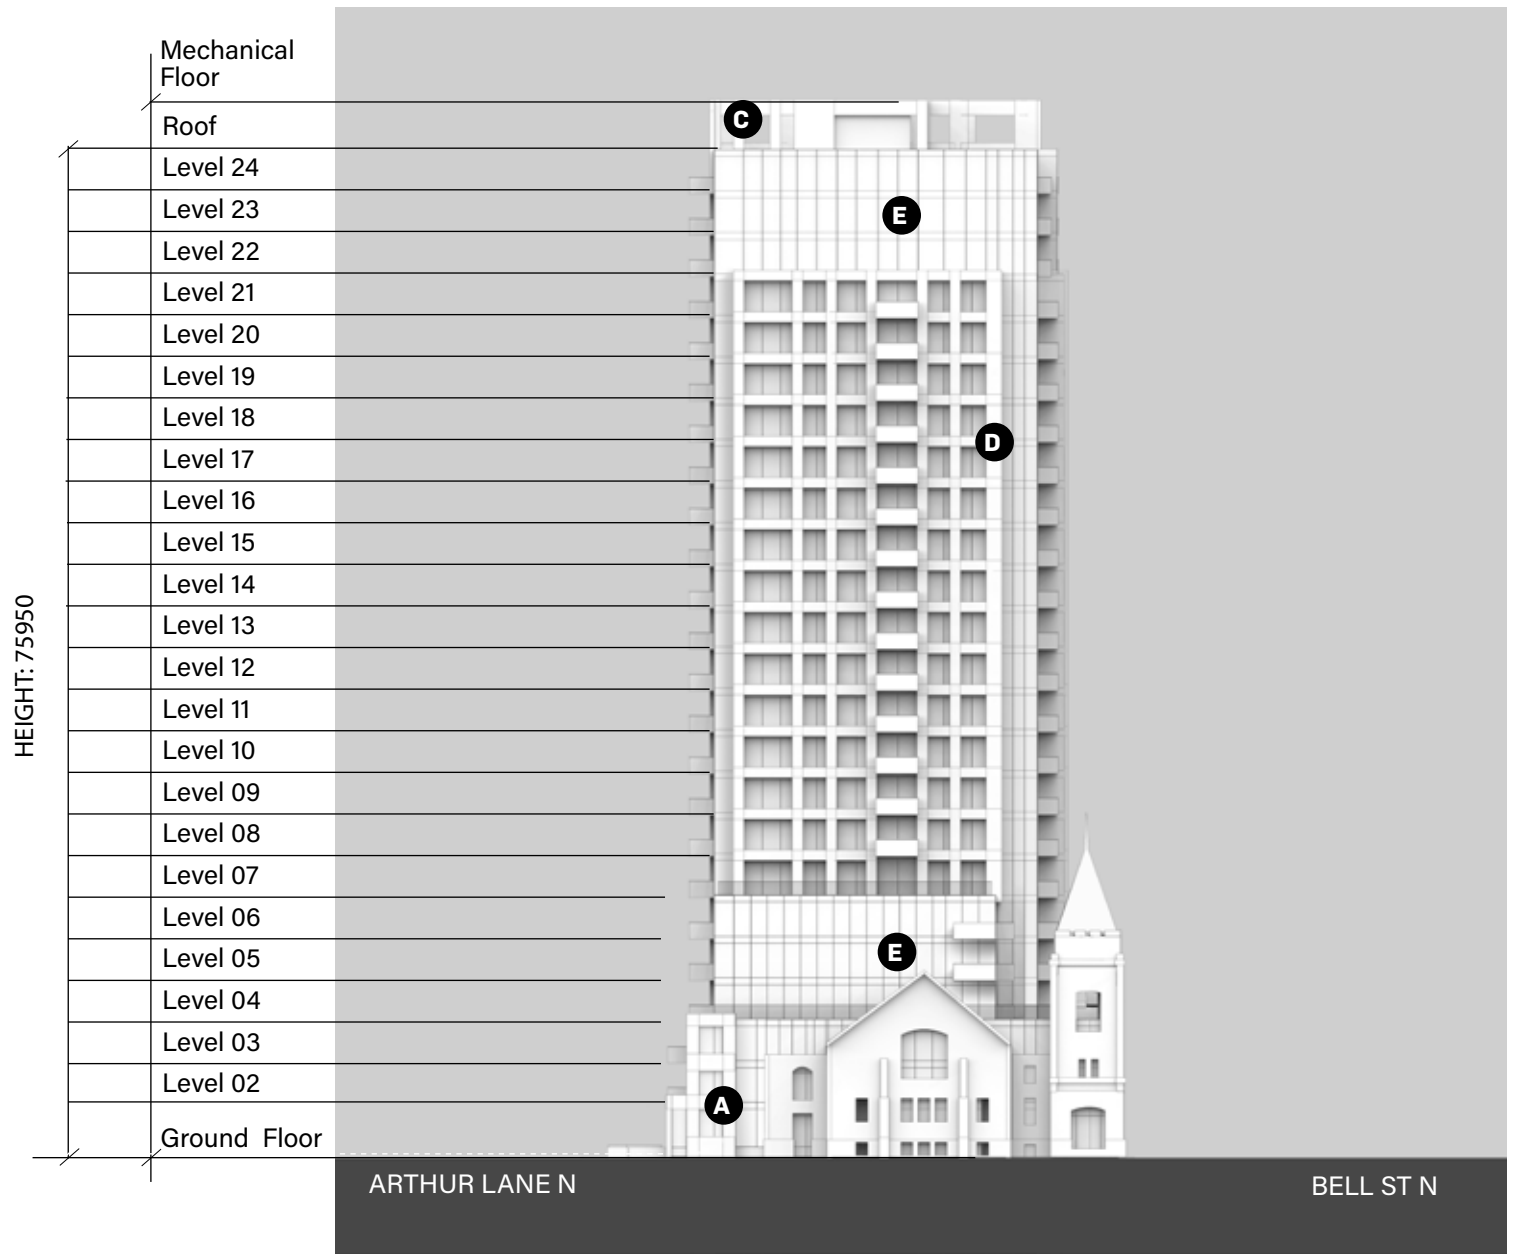 Mechanical
Floor
Roof
C
Level 24
Level 23
E
Level 22
Level 21
Level 20
Level 19
Level 18
D
Level 17
Level 16
Level 15
Level 14
Level 13
HEIGHT: 75950
Level 12
Level 11
Level 10
Level 09
Level 08
Level 07
Level 06
E
Level 05
Level 04
Level 03
Level 02
A
Ground Floor
ARTHUR LANE N
BELL ST N